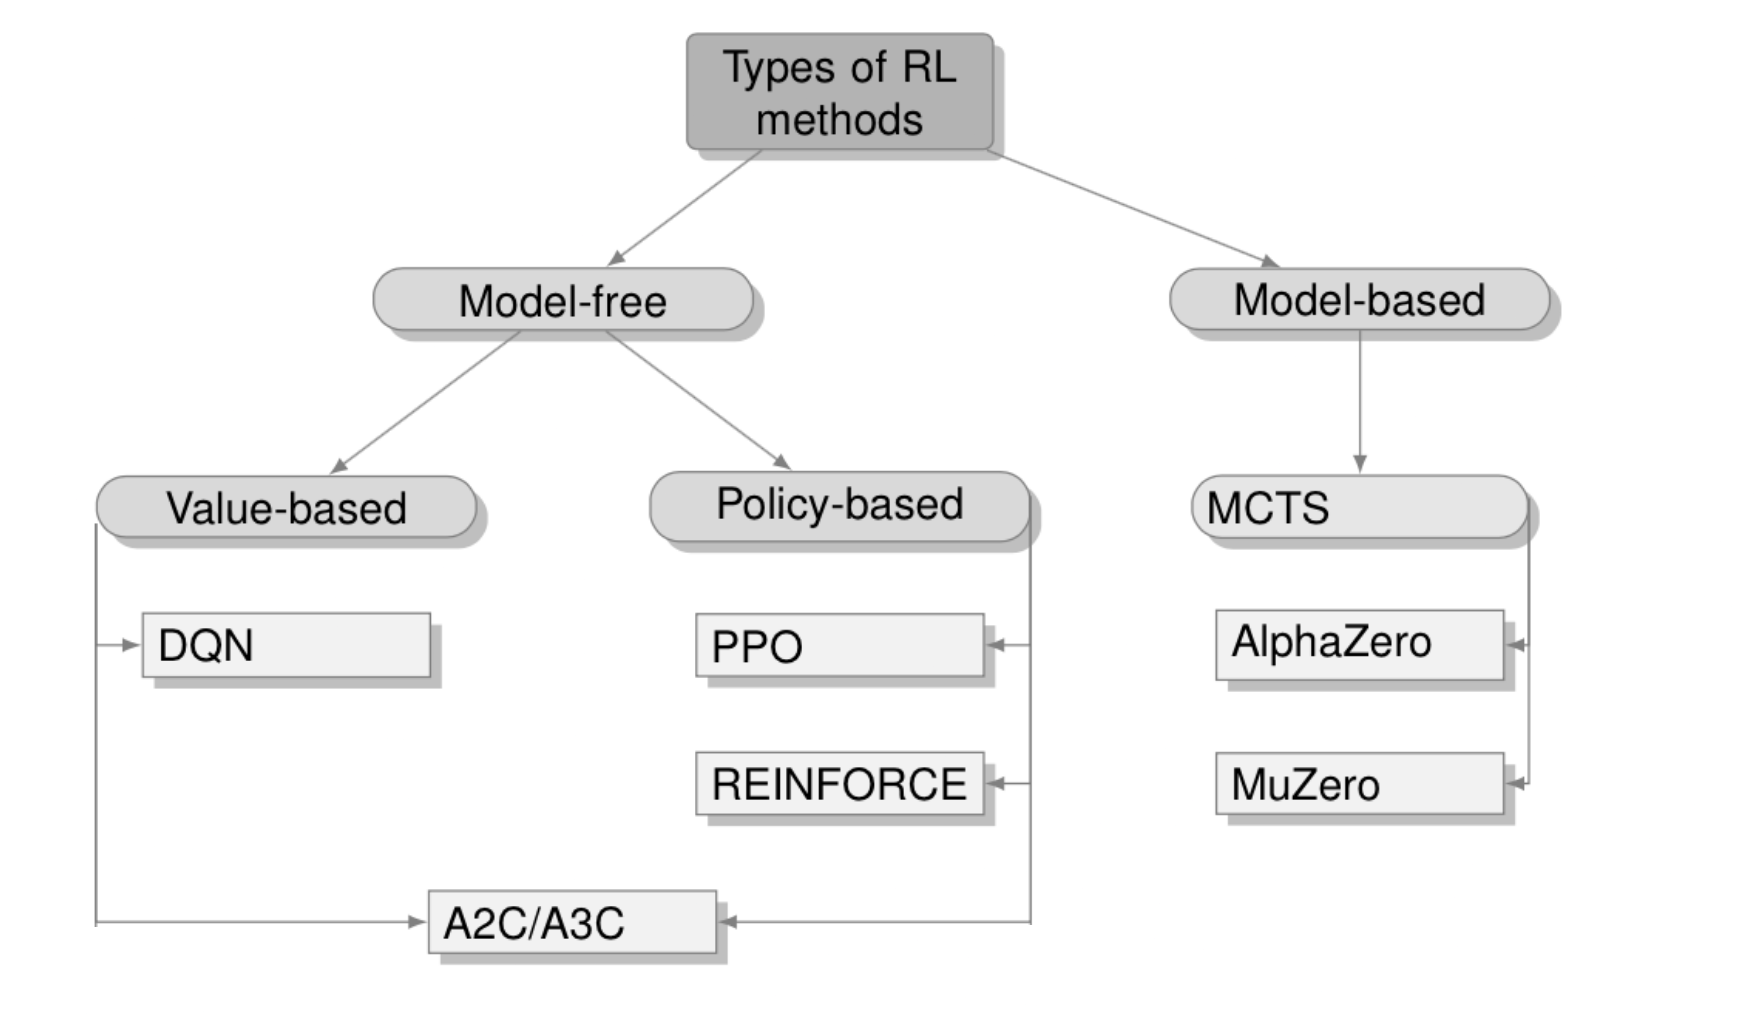 Types of RL
methods
Model-free
Model-based
Value-based
Policy-based
MCTS
DQN
PPO
AlphaZero
REINFORCE
MuZero
A2C/A3C